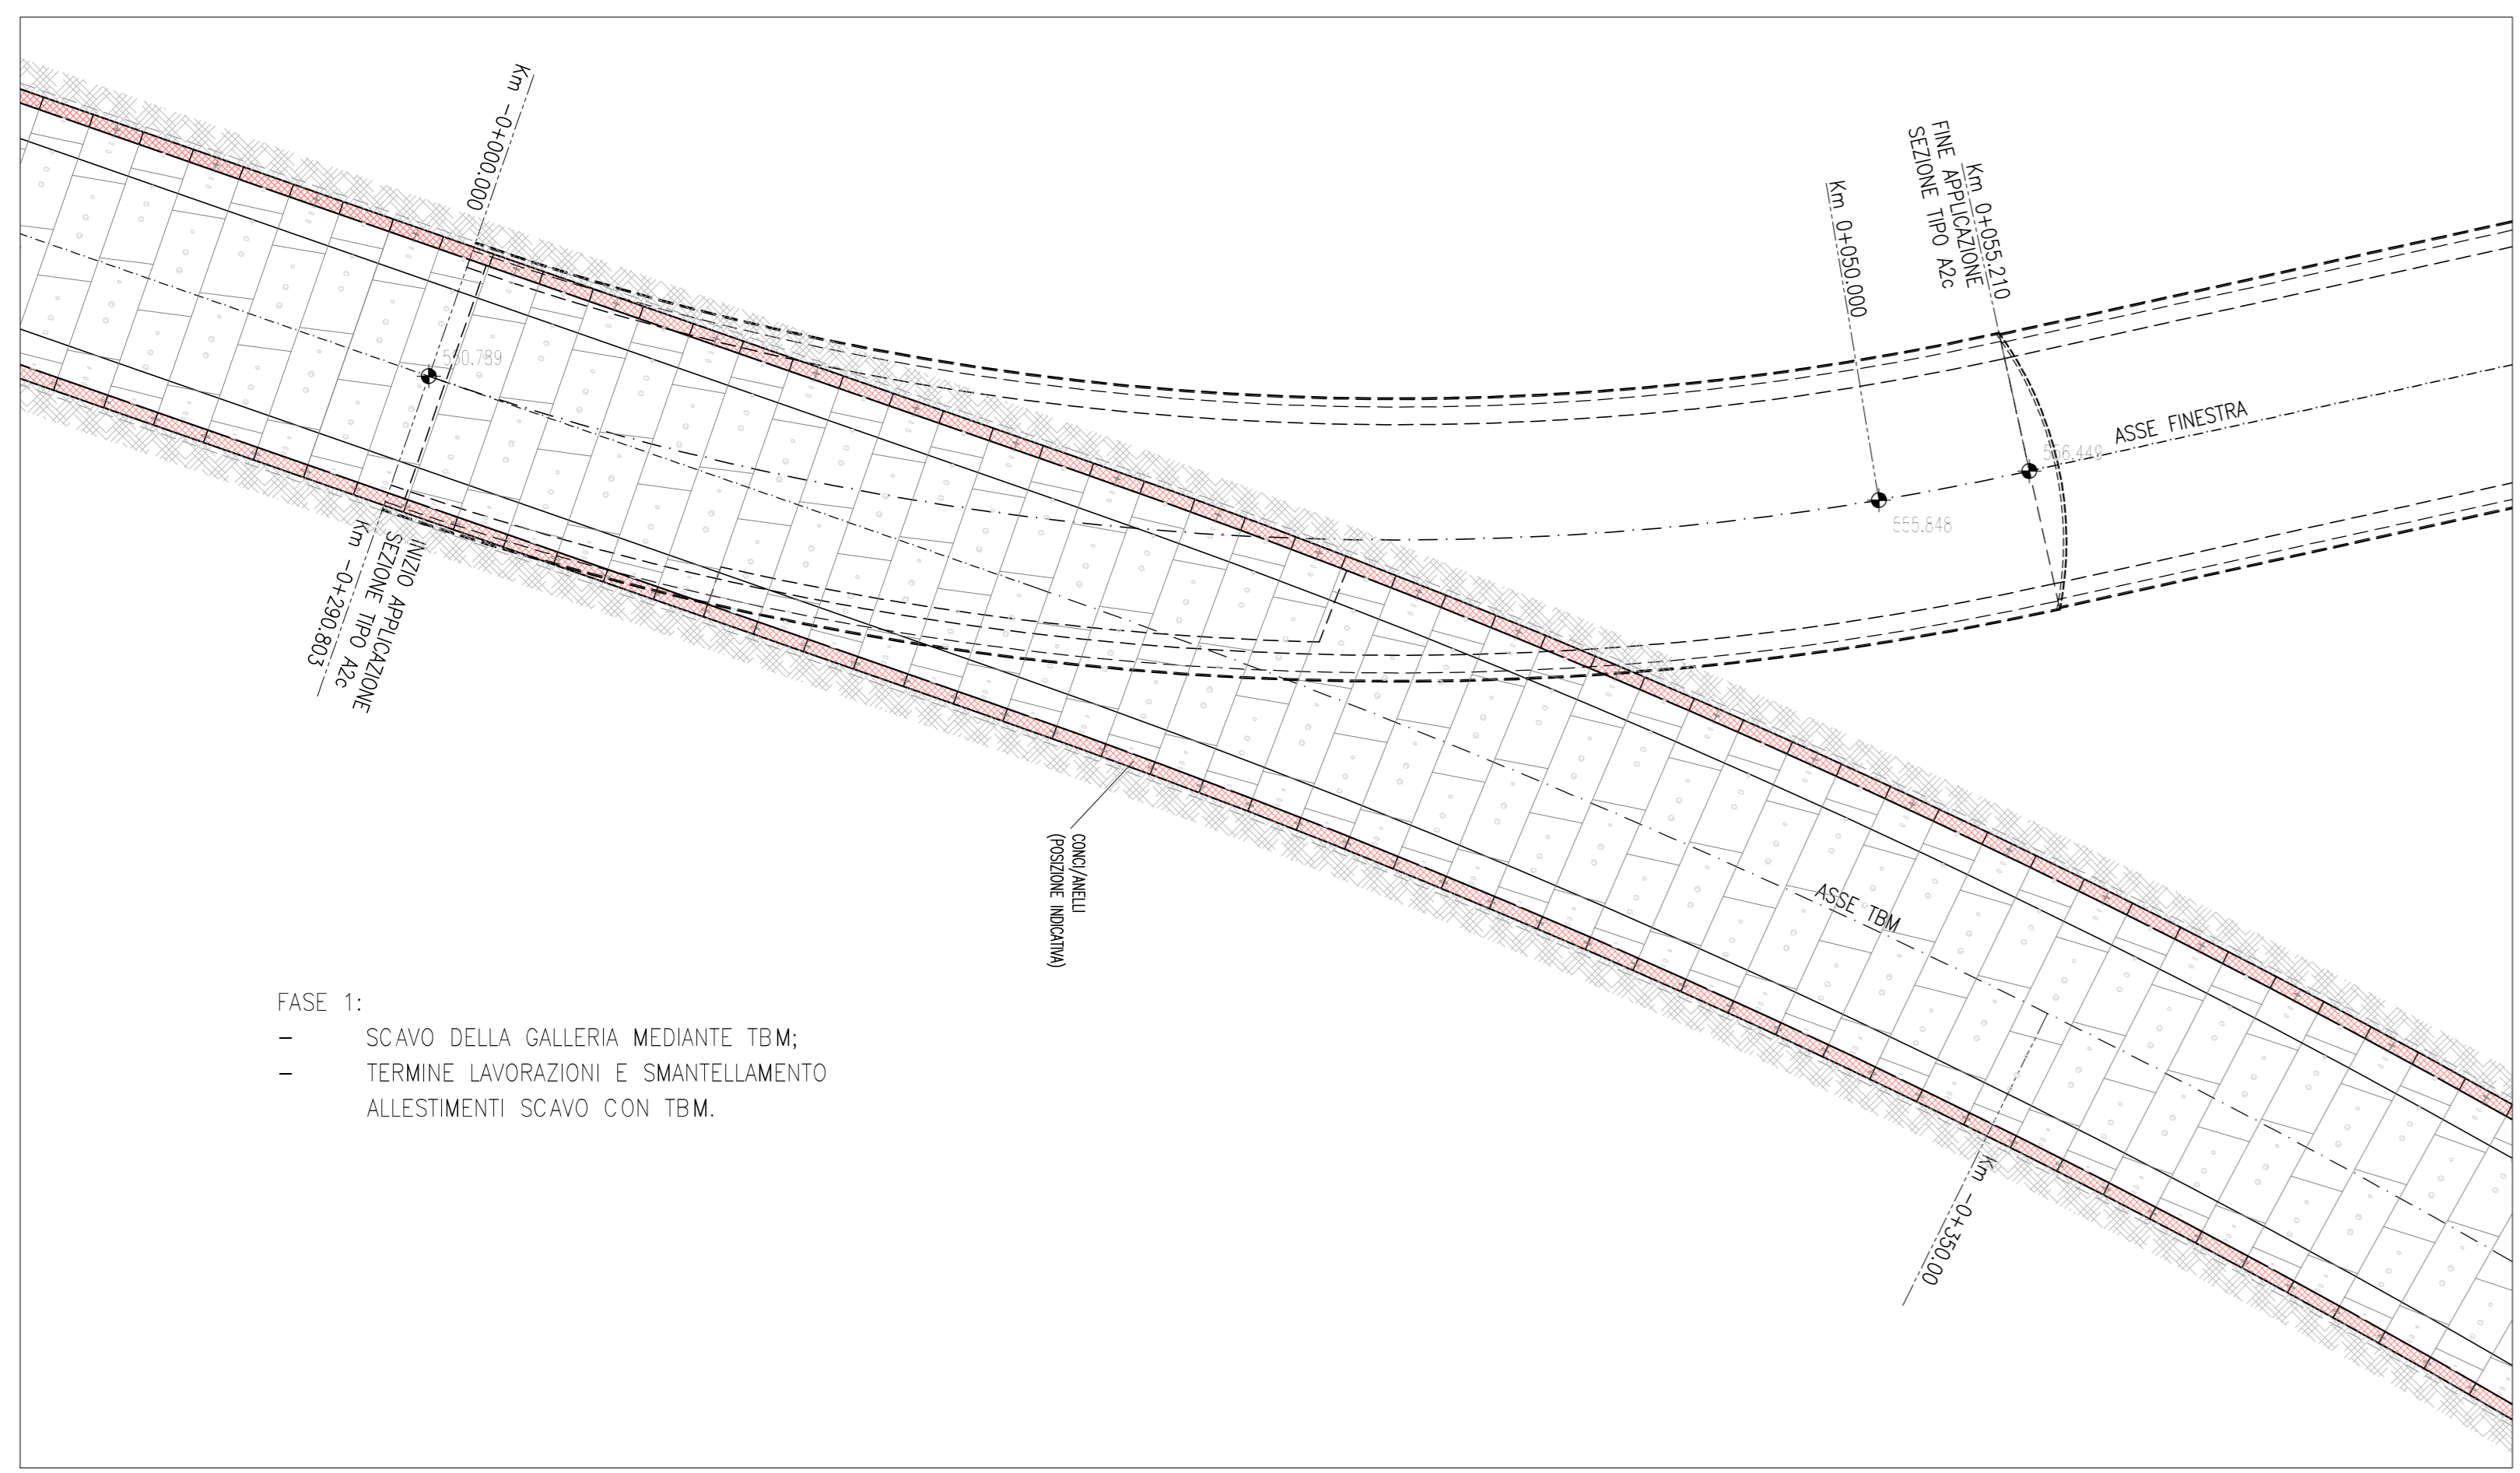 Km -0+000.000
FINE APPLICAZIONE
SEZIONE TIPO A2c
Km 0+055.210
Km 0+050.000
ASSE FINESTRA
556.449
555.848
INIZIO APPLICAZIONE
SEZIONE TIPO A2c
Km -0+290.803
CONCI/ANELLI
(POSIZIONE INDICATIVA)
ASSE TBM
Km -0+350.00
FASE 1:
- SCAVO DELLA GALLERIA MEDIANTE TBM;
- TERMINE LAVORAZIONI E SMANTELLAMENTO
ALLESTIMENTI SCAVO CON TBM.